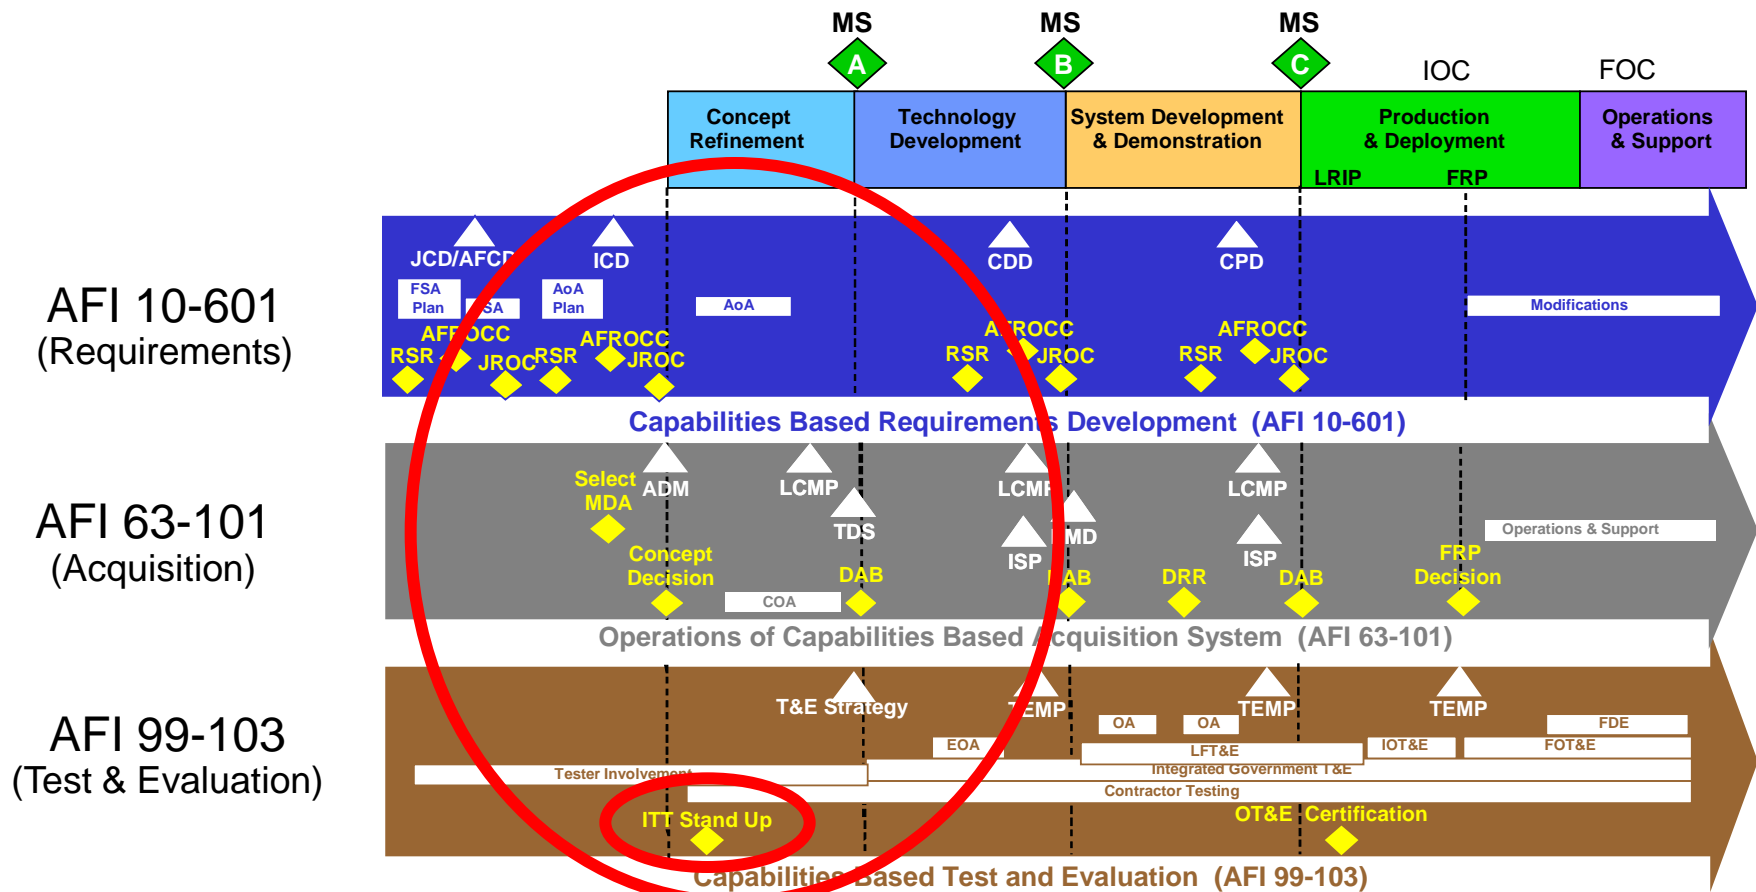 MS
MS
MS
A
B
C
IOC
FOC
Concept
Refinement
Technology
Development
System Development
& Demonstration
Production
& Deployment
LRIP
FRP
Operations
& Support
AFI 10-601
(Requirements)
JCD/AFCD
ICD
CDD
CPD
FSA
Plan
AoA
Plan
AoA
Modifications
AFROCC
AFROCC
AFROCC
AFROCC
RSR
JROC
RSR
JROC
RSR
JROC
RSR
JROC
Capabilities Based Requirements Development (AFI 10-601)
AFI 63-101
(Acquisition)
Select
MDA
ADM
LCMP
LCMP
LCMP
TDS
ISP
ISP
Operations & Support
Concept
Decision
COA
DAB
DAB
DRR
DAB
FRP
Decision
Operations of Capabilities Based Acquisition System (AFI 63-101)
AFI 99-103
(Test & Evaluation)
T&E Strategy
TEMP
TEMP
TEMP
OA
OA
FDE
EOA
LFT&E
IOT&E
FOT&E
Tester Involvement
Integrated Government T&E
Contractor Testing
ITT Stand Up
OT&E Certification
Capabilities Based Test and Evaluation (AFI 99-103)